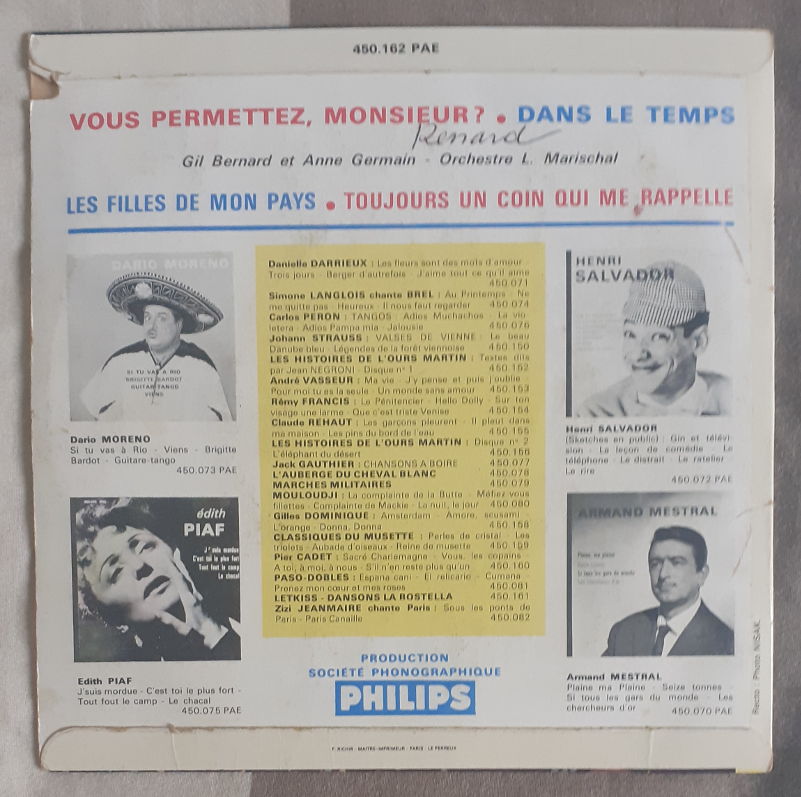 450.162 PAE
VOUS PERMETTEZ, MONSIEUR ? • DANS LE TEMPS
Renard
Gil Bernard et Anne Germain - Orchestre L. Marischal
LES FILLES DE MON PAYS • TOUJOURS UN COIN QUI ME RAPPELLE
DARIO MORENO
SI TU VAS A RIO
BRIGITTE BARDOT
GUITARE TANGO
VIENS
Dario MORENO
Si tu vas à Rio - Viens - Brigitte
Bardot - Guitare-tango
450.073 PAE
édith
PIAF
J'suis mordue
C'est toi le plus fort
Tout fout le camp
Le chacal
Edith PIAF
J'suis mordue - C'est toi le plus fort -
Tout fout le camp - Le chacal
450.075 PAE
Danielle DARRIEUX : Les fleurs sont des mots d'amour -
Trois jours - Berger d'autrefois - J'aime tout ce qu'il aime
450.071
Simone LANGLOIS chante BREL : Au Printemps - Ne
me quitte pas - Heureux - Il nous faut regarder 450.074
Carlos PERON : TANGOS : Adios Muchachos - La vio-
letera - Adios Pampa mia - Jalousie 450.076
Johann STRAUSS : VALSES DE VIENNE : Le beau
Danube bleu - Légendes de la forêt viennoise 450.150
LES HISTOIRES DE L'OURS MARTIN : Textes dits
par Jean NEGRONI - Disque n° 1 450.152
André VASSEUR : Ma vie - J'y pense et puis j'oublie -
Pour moi tu es la seule - Un monde sans amour 450.153
Rémy FRANCIS : Le Pénitencier - Hello Dolly - Sur ton
visage une larme - Que c'est triste Venise 450.154
Claude REHAUT : Les garçons pleurent - Il pleut dans
ma maison - Les pins du bord de l'eau 450.155
LES HISTOIRES DE L'OURS MARTIN : Disque n° 2
L'éléphant du désert 450.156
Jack GAUTHIER : CHANSONS A BOIRE 450.077
L'AUBERGE DU CHEVAL BLANC 450.078
MARCHES MILITAIRES 450.079
MOULOUDJI : La complainte de la Butte - Méfiez vous
fillettes - Complainte de Mackie - La nuit, le jour 450.080
Gilles DOMINIQUE : Amsterdam - Amore, scusami -
L'orange - Donna, Donna 450.158
CLASSIQUES DU MUSETTE : Perles de cristal - Les
triolets - Aubade d'oiseaux - Reine de musette 450.159
Pier CADET : Sacré Charlemagne - Vous, les copains -
A toi, à moi, à nous - S'il n'en reste plus qu'un 450.160
PASO-DOBLES : Espana cani - El relicario - Cumana -
Prenez mon cœur et mes roses 450.081
LETKISS - DANSONS LA BOSTELLA 450.161
Zizi JEANMAIRE chante Paris : Sous les ponts de
Paris - Paris Canaille 450.082
PRODUCTION
SOCIÉTÉ PHONOGRAPHIQUE
PHILIPS
HENRI
SALVADOR
Henri SALVADOR
(Sketches en public) : Gin et télévi-
sion - La leçon de comédie - Le
téléphone - Le distrait - Le ratelier -
Le rire
450.072 PAE
ARMAND MESTRAL
Plaine, ma plaine
Si tous les gars du monde
Armand MESTRAL
Plaine ma Plaine - Seize tonnes -
Si tous les gars du monde - Les
chercheurs d'or 450.070 PAE
Recto : Photo NISAK
P. RICHIR - MAITRE-IMPRIMEUR - PARIS - LE PERREUX